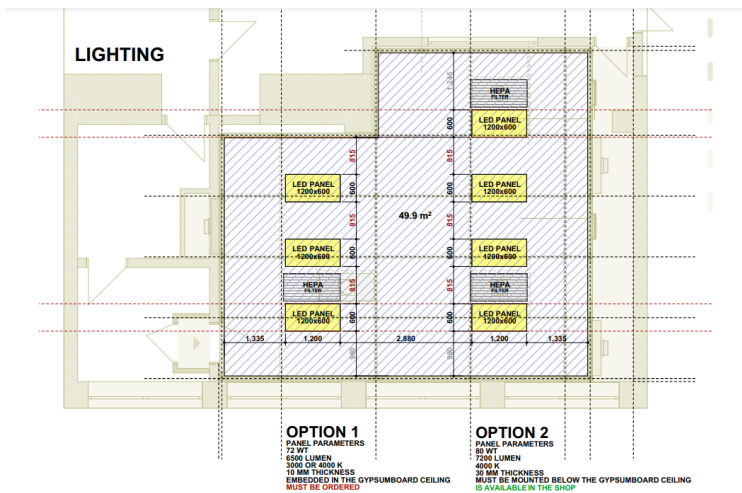 LIGHTING
1,235
HEPA
FILTER
600
LED PANEL
1200x600
815
815
LED PANEL
1200x600
600
600
LED PANEL
1200x600
815
49.9 m²
815
LED PANEL
1200x600
600
600
LED PANEL
1200x600
HEPA
FILTER
815
815
HEPA
FILTER
LED PANEL
1200x600
600
600
LED PANEL
1200x600
1,335
1,200
2,880
1,200
1,335
980
980
OPTION 1
PANEL PARAMETERS
72 WT
6500 LUMEN
3000 OR 4000 K
10 MM THICKNESS
EMBEDDED IN THE GYPSUMBOARD CEILING
MUST BE ORDERED
OPTION 2
PANEL PARAMETERS
80 WT
7200 LUMEN
4000 K
30 MM THICKNESS
MUST BE MOUNTED BELOW THE GYPSUMBOARD CEILING
IS AVAILABLE IN THE SHOP